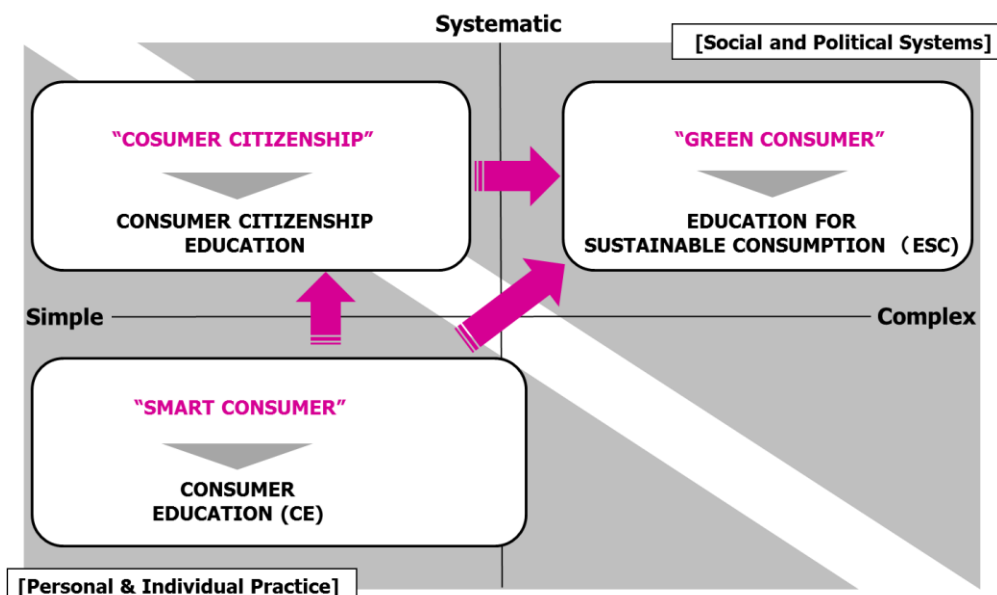 Systematic
[Social and Political Systems]
“COSUMER CITIZENSHIP”
CONSUMER CITIZENSHIP
EDUCATION
“GREEN CONSUMER”
EDUCATION FOR
SUSTAINABLE CONSUMPTION （ESC)
Simple
Complex
“SMART CONSUMER”
CONSUMER
EDUCATION (CE)
[Personal & Individual Practice]